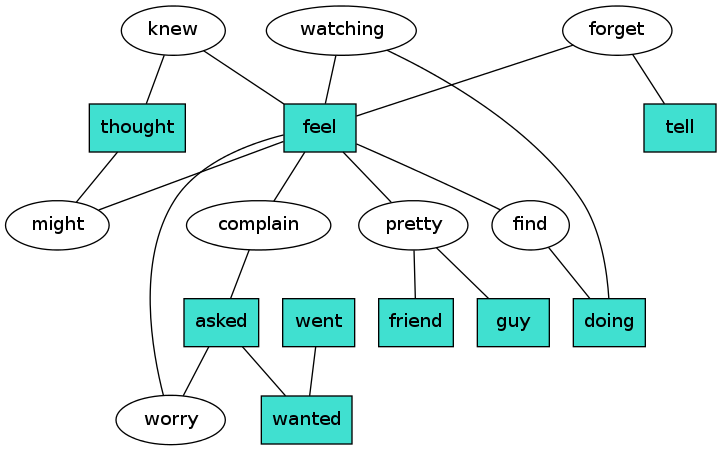 knew
watching
forget
thought
feel
tell
might
complain
pretty
find
asked
went
friend
guy
doing
worry
wanted